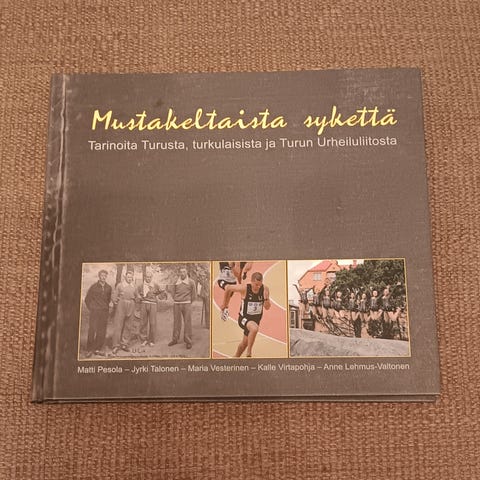 Mustakeltaista sykettä
Tarinoita Turusta, turkulaisista ja Turun Urheiluliitosta
Matti Pesola – Jyrki Talonen – Maria Vesterinen – Kalle Virtapohja – Anne Lehmus-Valtonen